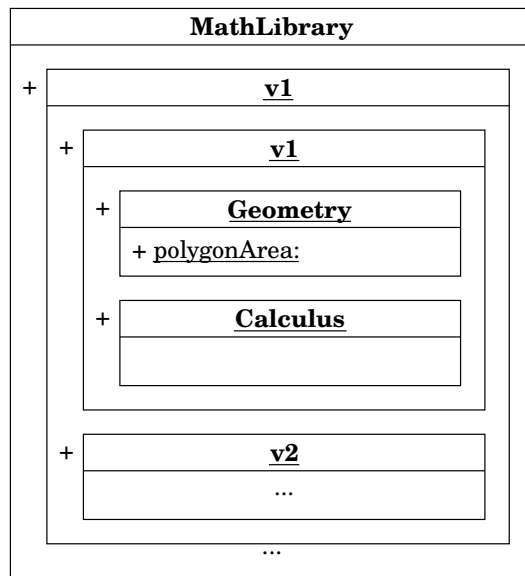 MathLibrary
+ v1
+ v1
+ Geometry
+ polygonArea:
+ Calculus
+ v2
...
...